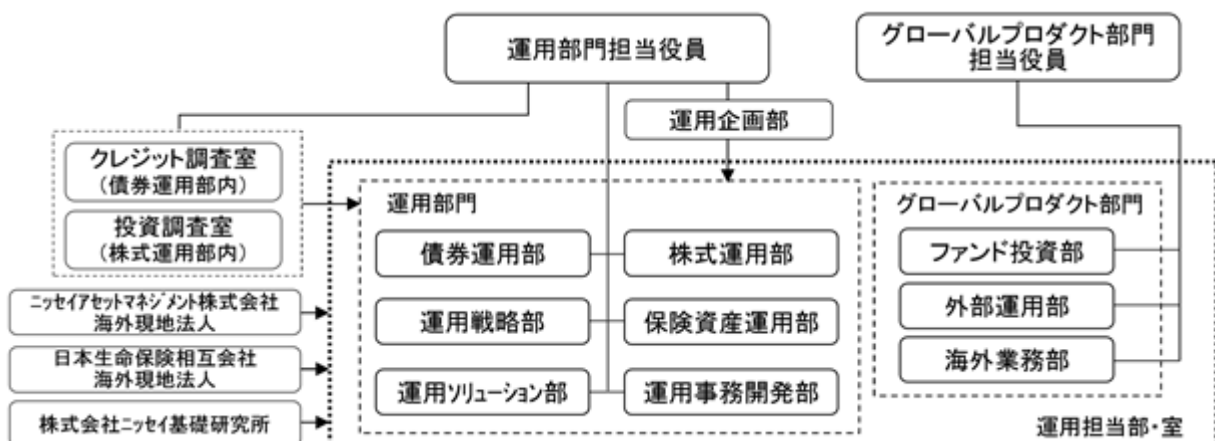 運用部門担当役員
グローバルプロダクト部門
担当役員
運用企画部
クレジット調査室
(債券運用部内)
投資調査室
(株式運用部内)
運用部門
債券運用部
株式運用部
運用戦略部
保険資産運用部
運用ソリューション部
運用事務開発部
グローバルプロダクト部門
ファンド投資部
外部運用部
海外業務部
ニッセイアセットマネジメント株式会社
海外現地法人
日本生命保険相互会社
海外現地法人
株式会社ニッセイ基礎研究所
運用担当部・室